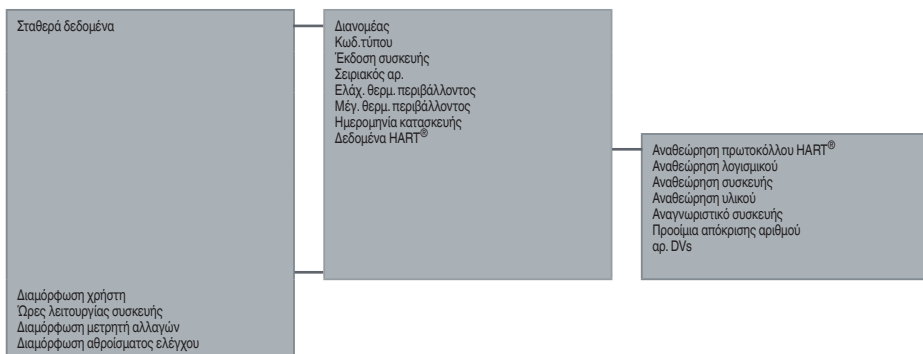 Σταθερά δεδομένα
Διανομέας
Κωδ.τύπου
Έκδοση συσκευής
Σειριακός αρ.
Ελάχ. θερμ. περιβάλλοντος
Μέγ. θερμ. περιβάλλοντος
Ημερομηνία κατασκευής
Δεδομένα HART®
Αναθεώρηση πρωτοκόλλου HART®
Αναθεώρηση λογισμικού
Αναθεώρηση συσκευής
Αναθεώρηση υλικού
Αναγνωριστικό συσκευής
Προοίμια απόκρισης αριθμού
αρ. DVs
Διαμόρφωση χρήστη
Ώρες λειτουργίας συσκευής
Διαμόρφωση μετρητή αλλαγών
Διαμόρφωση αθροίσματος ελέγχου